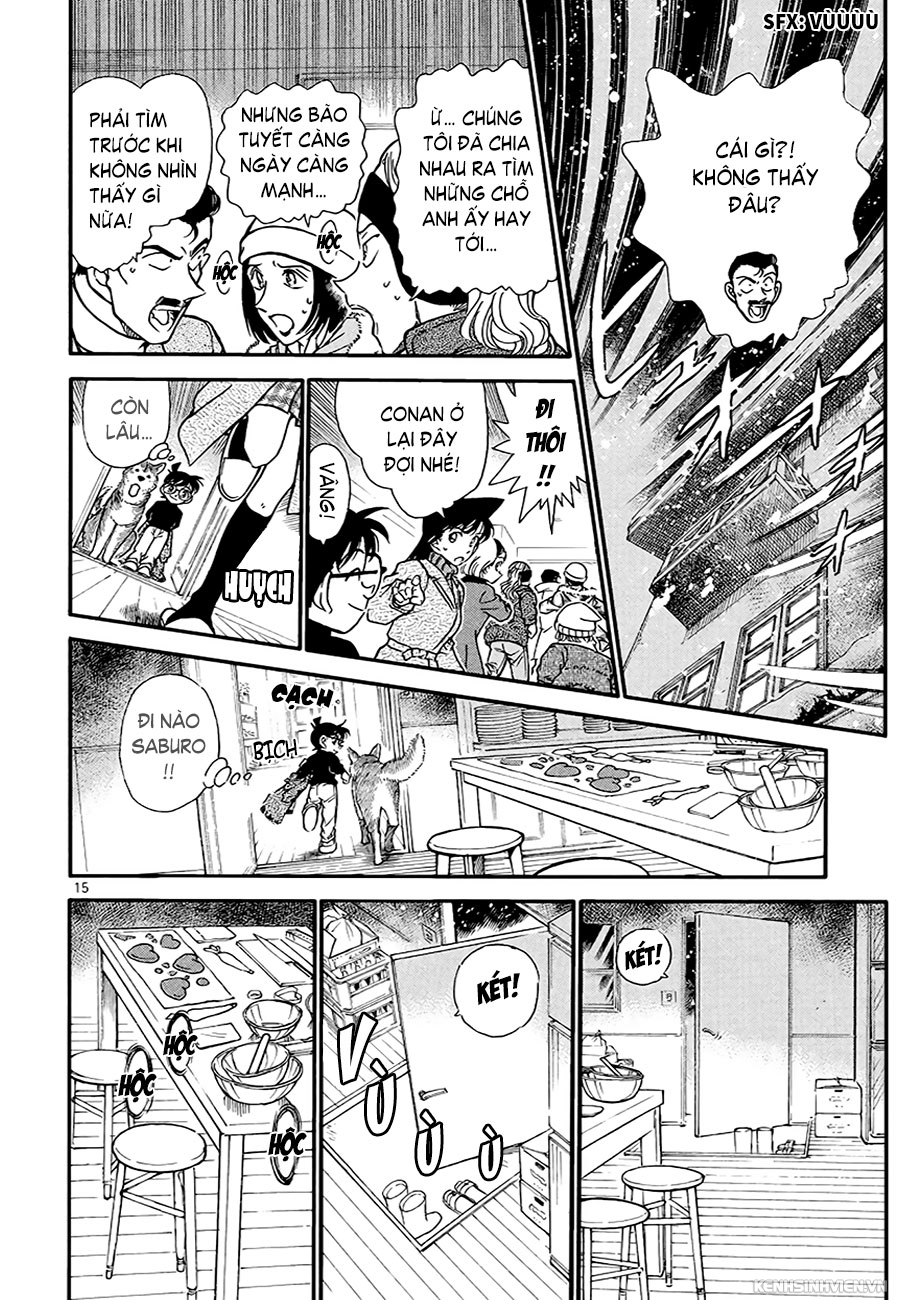 SFX: VÙÙÙÙ
CÁI GÌ?!
KHÔNG THẤY
ĐÂU?
Ừ... CHÚNG
TÔI ĐÃ CHIA
NHAU RA TÌM
NHỮNG CHỖ
ANH ẤY HAY
TỚI...
NHƯNG BÃO
TUYẾT CÀNG
NGÀY CÀNG
MẠNH...
HỘC
HỘC
PHẢI TÌM
TRƯỚC KHI
KHÔNG NHÌN
THẤY GÌ
NỮA!
ĐI
THÔI
!!
CONAN Ở
LẠI ĐÂY
ĐỢI NHÉ!
VÂNG!
CÒN
LÂU...
HUỴCH
ĐI NÀO
SABURO
!!
CẠCH
BỊCH
15
KÉT!
KÉT!
VÙ
Ù
Ù
Ù
HỘC
HỘC
HỘC
KENHSINHVIEN.VN